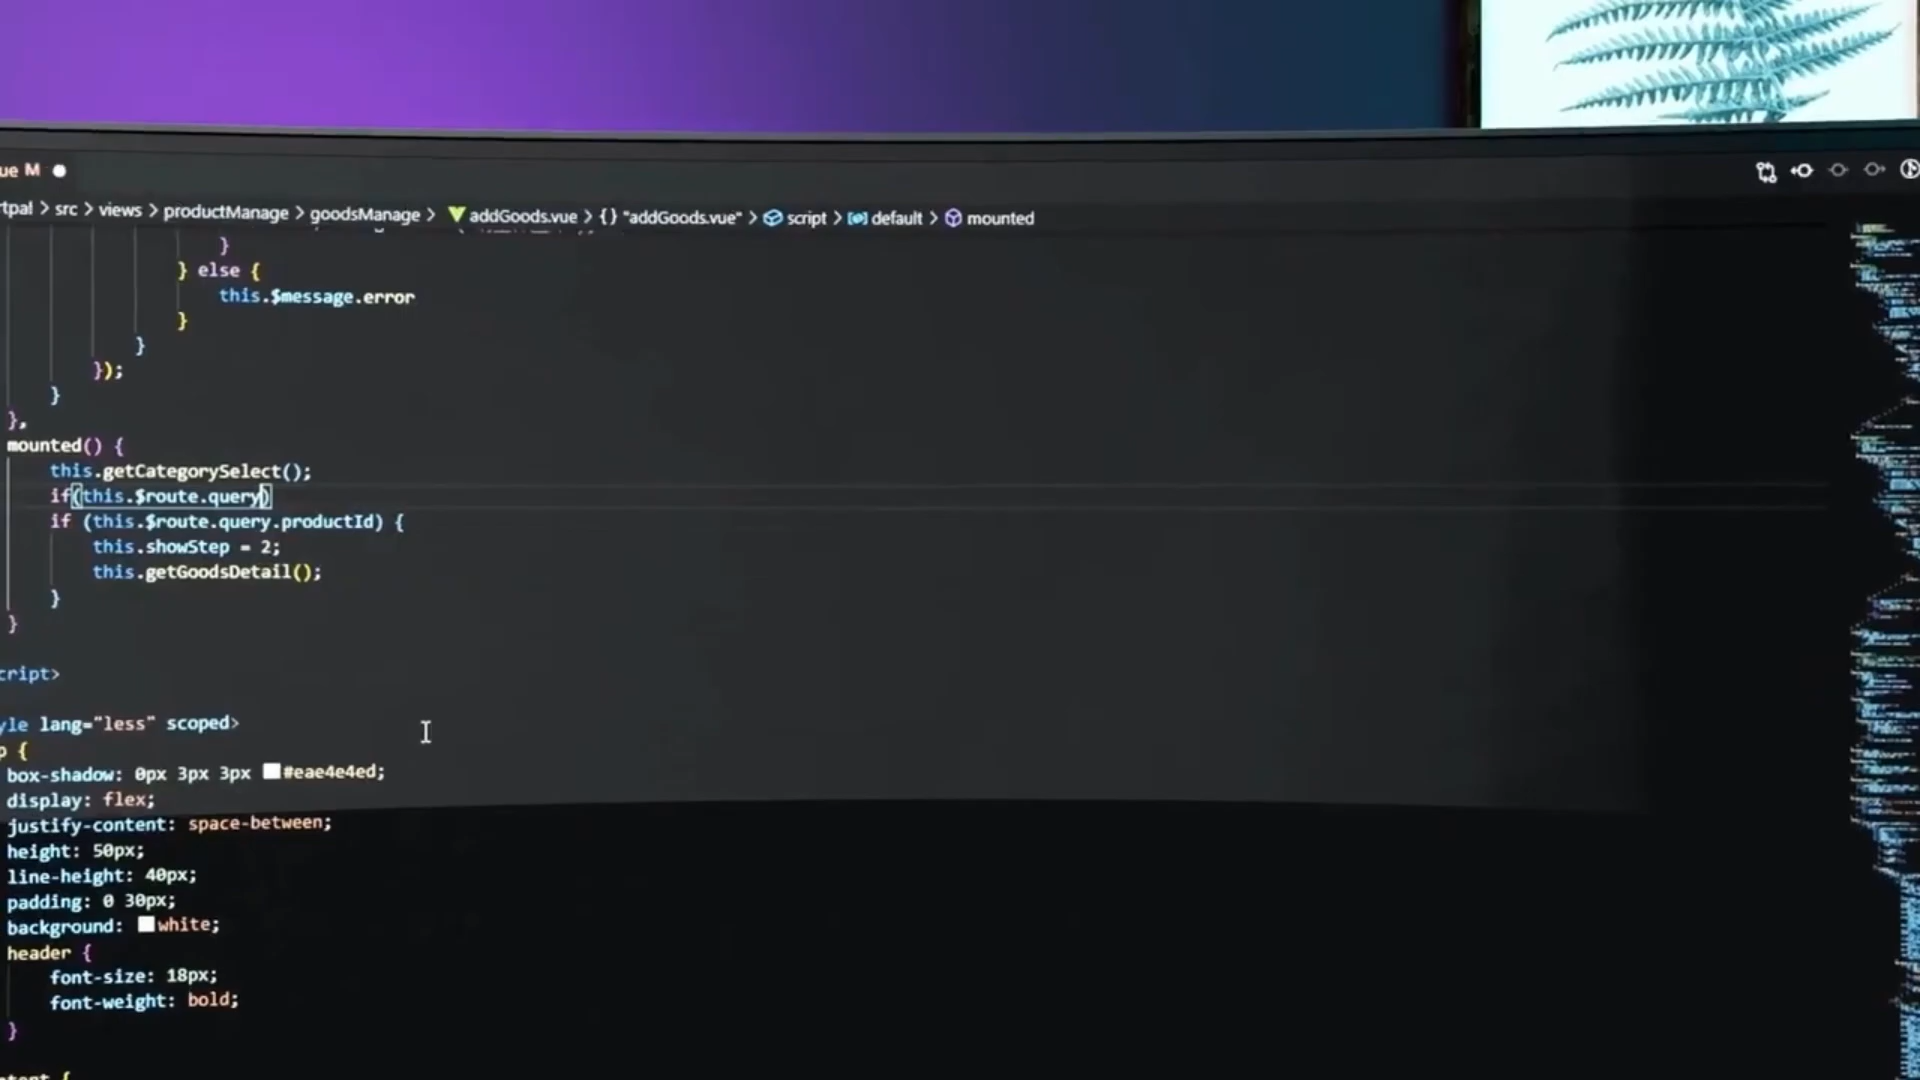 ue M
rtpal > src > views > productManage > goodsManage > addGoods.vue > {} "addGoods.vue" > script > default > mounted
}
} else {
this.$message.error
}
}
});
}
},
mounted() {
this.getCategorySelect();
if(this.$route.query)
if (this.$route.query.productId) {
this.showStep = 2;
this.getGoodsDetail();
}
}
cript>
yle lang="less" scoped>
p {
box-shadow: 0px 3px 3px #eae4e4ed;
display: flex;
justify-content: space-between;
height: 50px;
line-height: 40px;
padding: 0 30px;
background: white;
header {
font-size: 18px;
font-weight: bold;
}